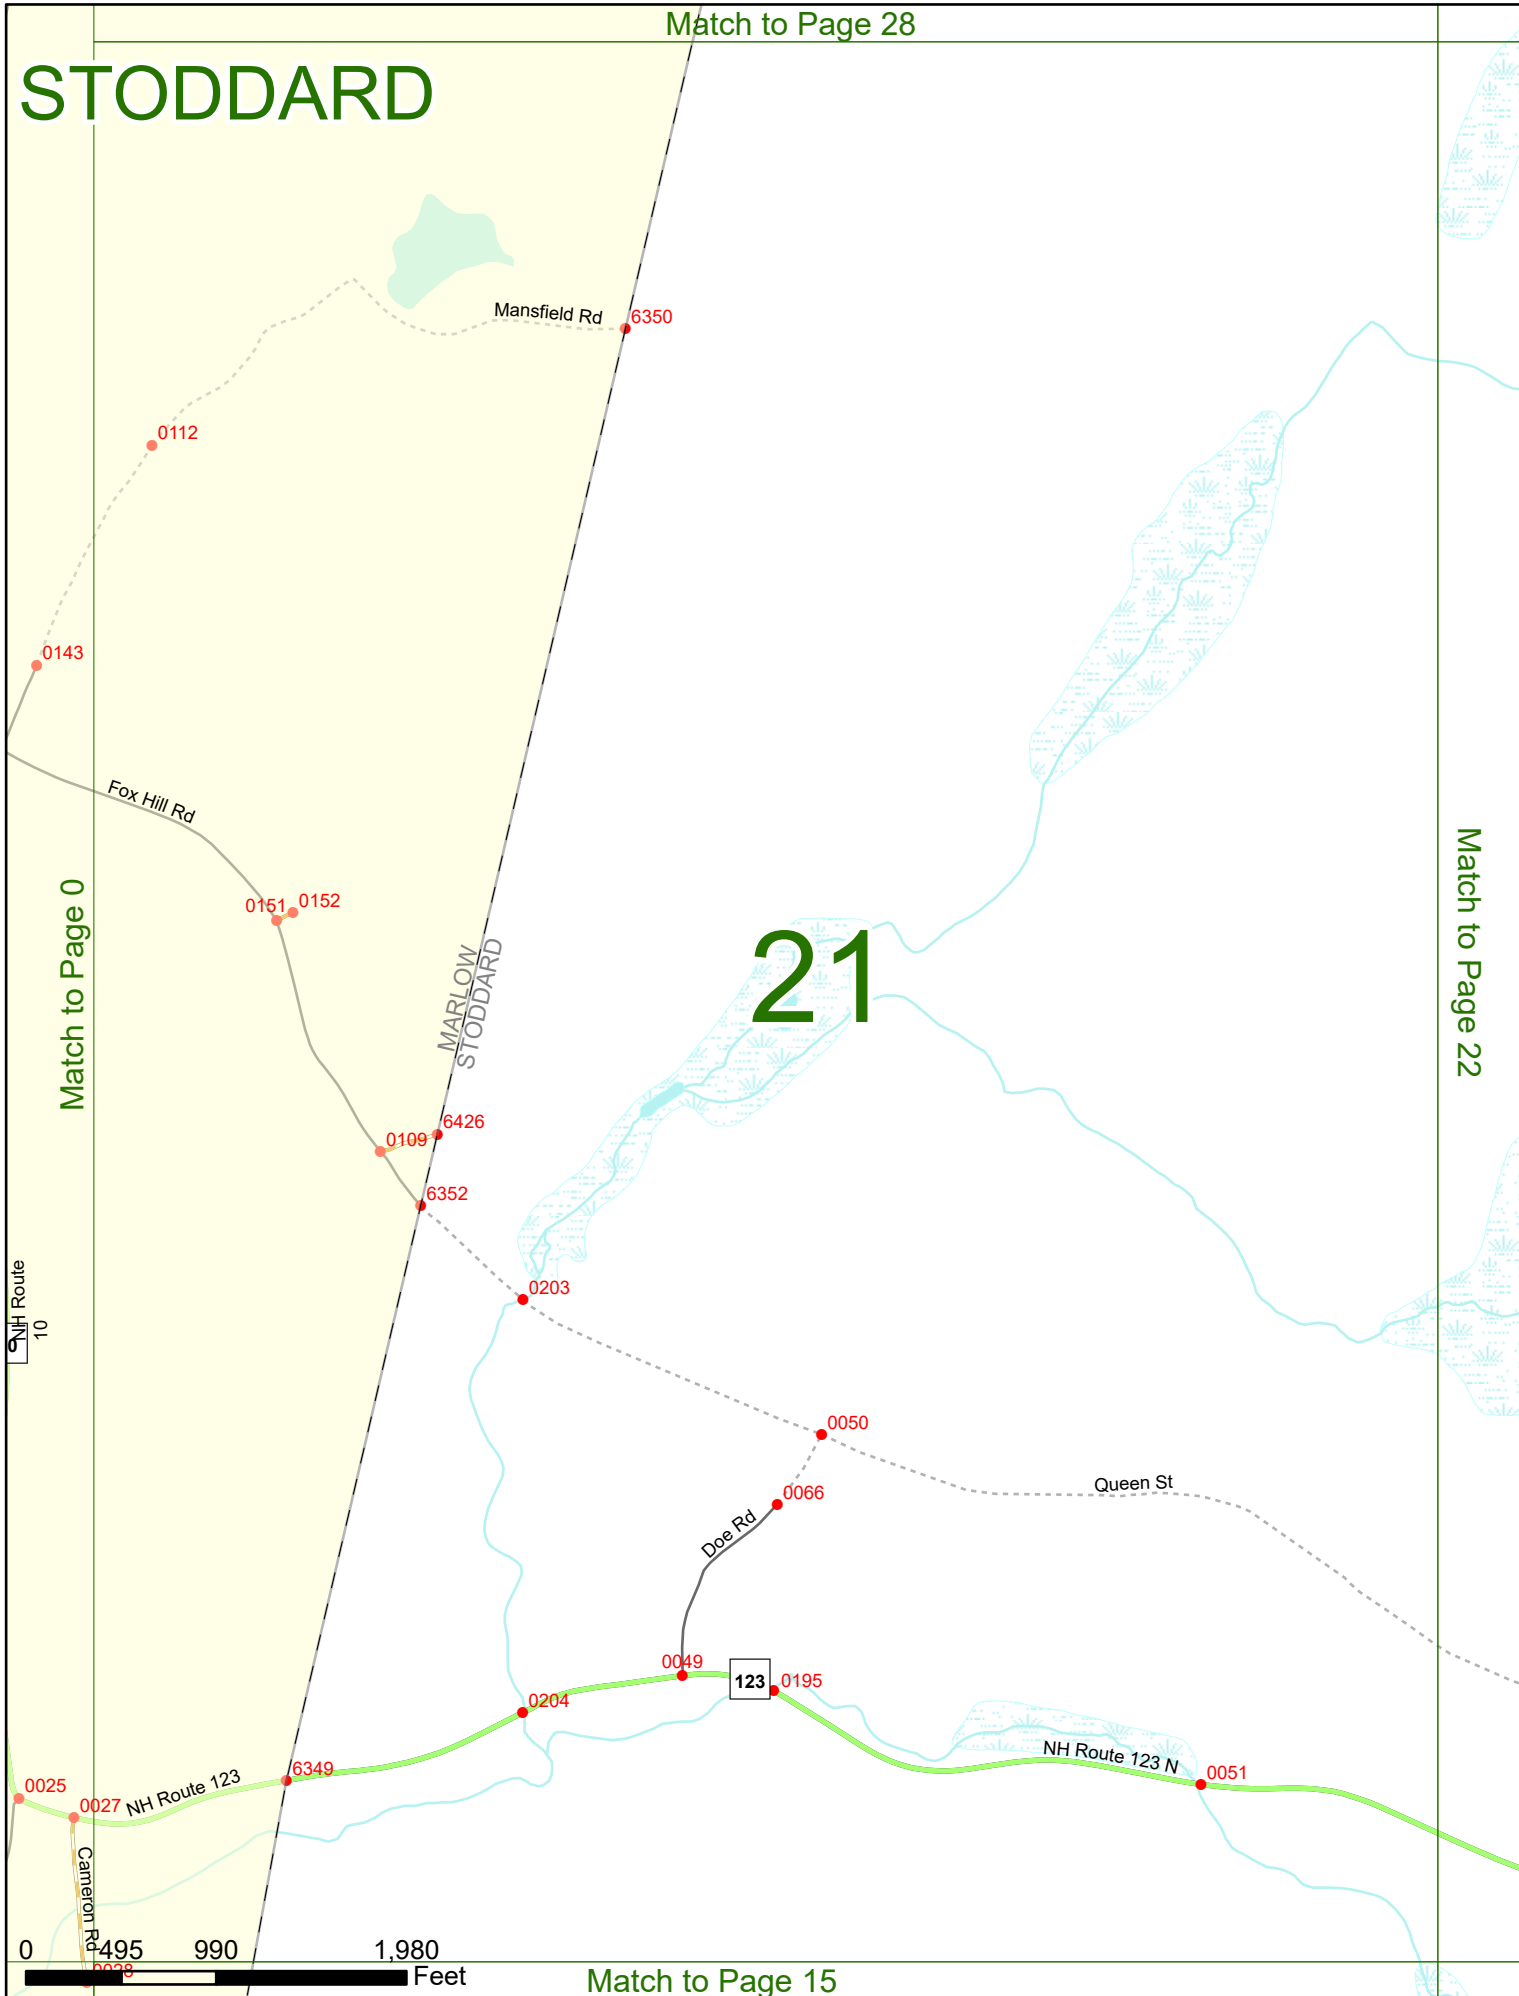 Match to Page 28
STODDARD
Mansfield Rd
6350
0112
0143
Fox Hill Rd
0151
0152
Match to Page 0
MARLOW
STODDARD
21
Match to Page 22
6426
0109
6352
0203
NH Route
10
0050
Queen St
0066
Doe Rd
0049
123
0195
0204
NH Route 123 N
0051
6349
NH Route 123
0025
0027
Cameron Rd
0 495 990 1,980
Feet
Match to Page 15